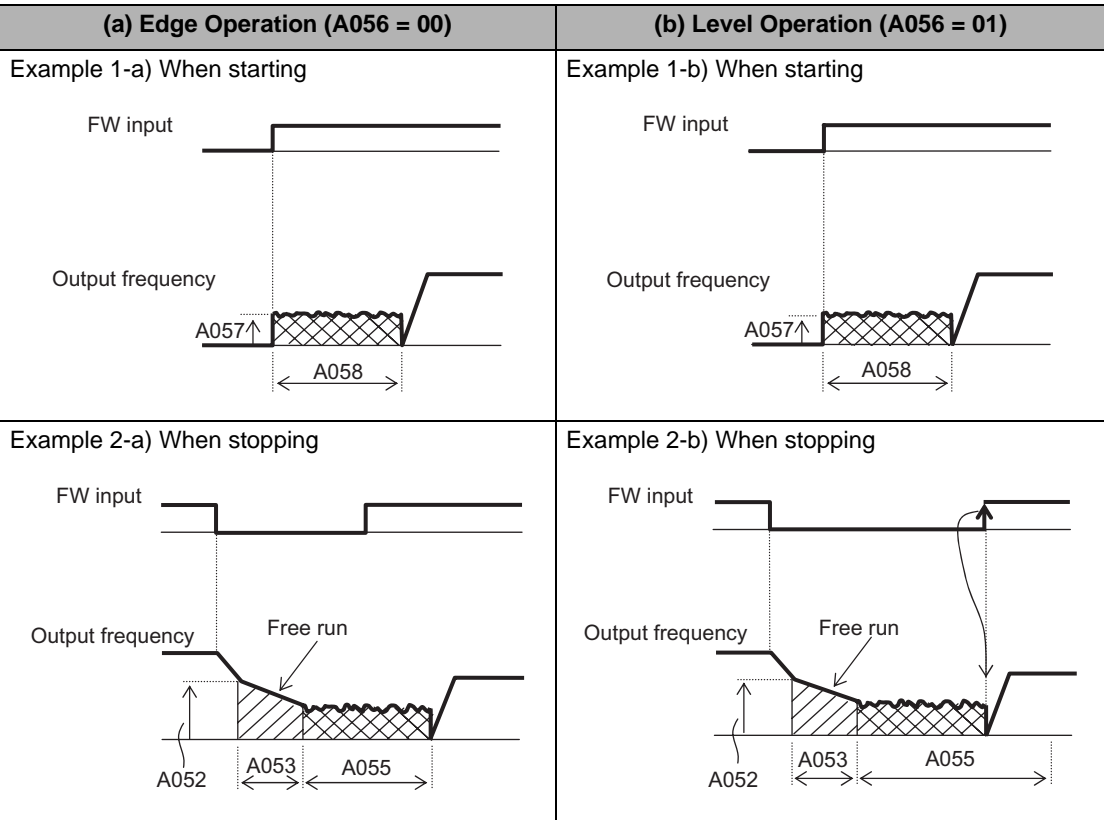 (a) Edge Operation (A056 = 00)
(b) Level Operation (A056 = 01)
Example 1-a) When starting
FW input
Output frequency
A057
A058
Example 1-b) When starting
FW input
Output frequency
A057
A058
Example 2-a) When stopping
FW input
Output frequency
Free run
A052
A053
A055
Example 2-b) When stopping
FW input
Output frequency
Free run
A052
A053
A055